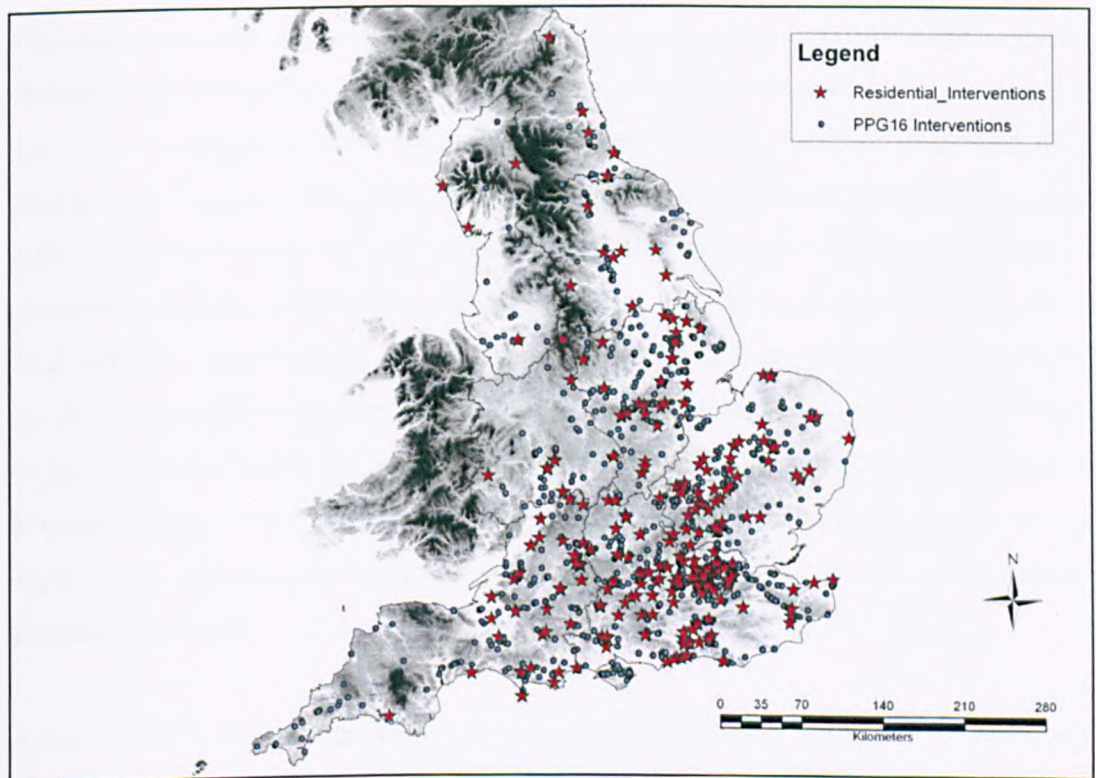 Legend
Residential_Interventions
PPG16 Interventions
N
0 35 70 140 210 280
Kilometers